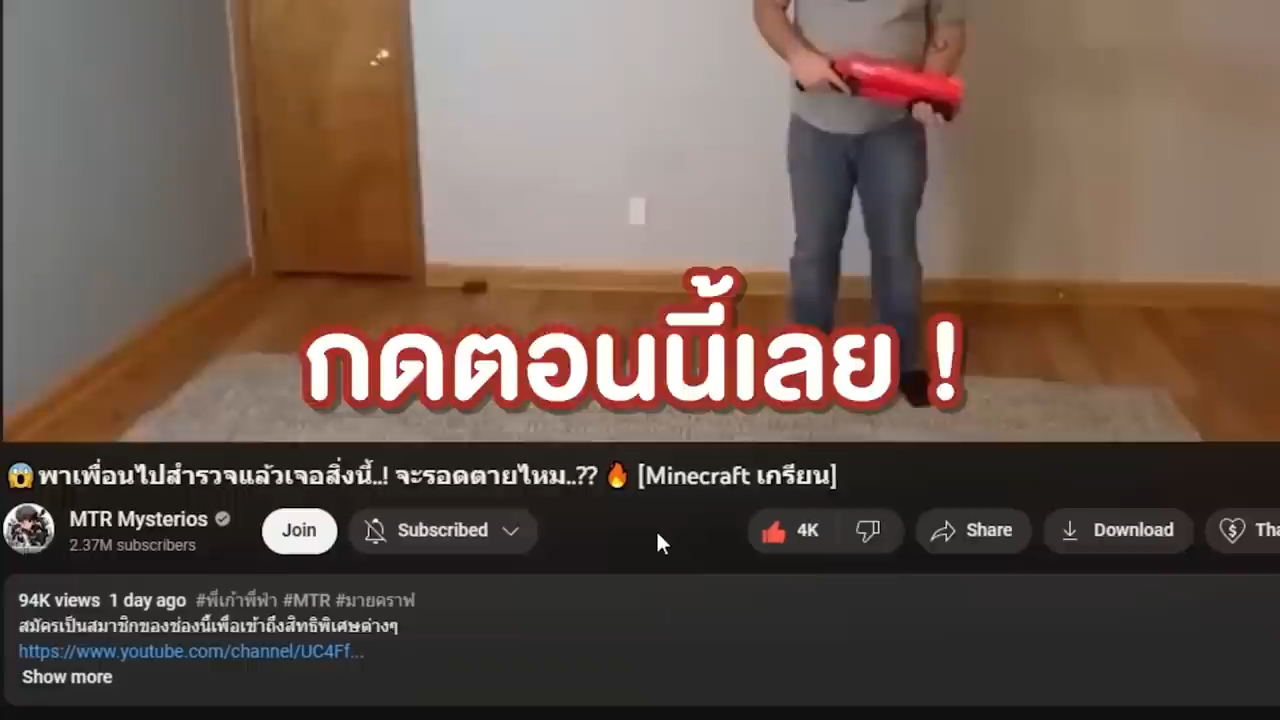 กดตอนนี้เลย !
😱พาเพื่อนไปสำรวจแล้วเจอสิ่งนี้..! จะรอดตายไหม..?? 🔥 [Minecraft เกรียน]
MTR Mysterios
2.37M subscribers
Join
Subscribed
4K
Share
Download
Tha
94K views 1 day ago #พี่เก้าพี่ฟ่า #MTR #มายคราฟ
สมัครเป็นสมาชิกของช่องนี้เพื่อเข้าถึงสิทธิพิเศษต่างๆ
https://www.youtube.com/channel/UC4Ff...
Show more